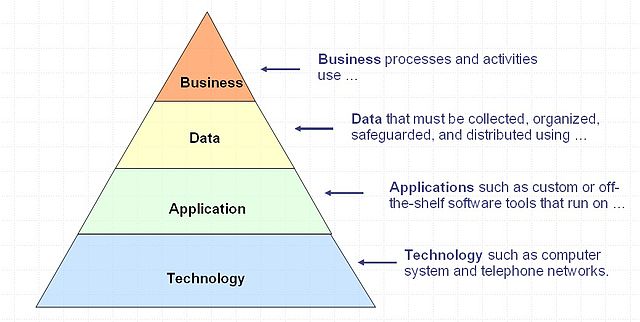 Business
Business processes and activities
use …
Data
Data that must be collected, organized,
safeguarded, and distributed using …
Application
Applications such as custom or off-
the-shelf software tools that run on …
Technology
Technology such as computer
system and telephone networks.